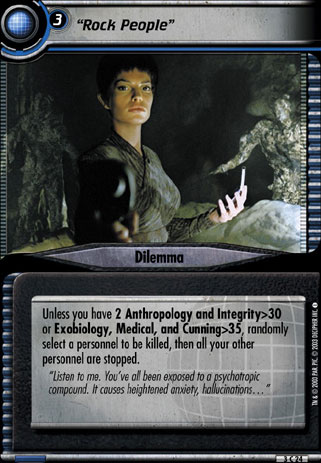 3 "Rock People"
Dilemma
Unless you have 2 Anthropology and Integrity>30
or Exobiology, Medical, and Cunning>35, randomly
select a personnel to be killed, then all your other
personnel are stopped.
"Listen to me. You've all been exposed to a psychotropic
compound. It causes heightened anxiety, hallucinations…"
TM & © 2003 PAR. PIC. © 2003 DECIPHER INC.
3 C 24